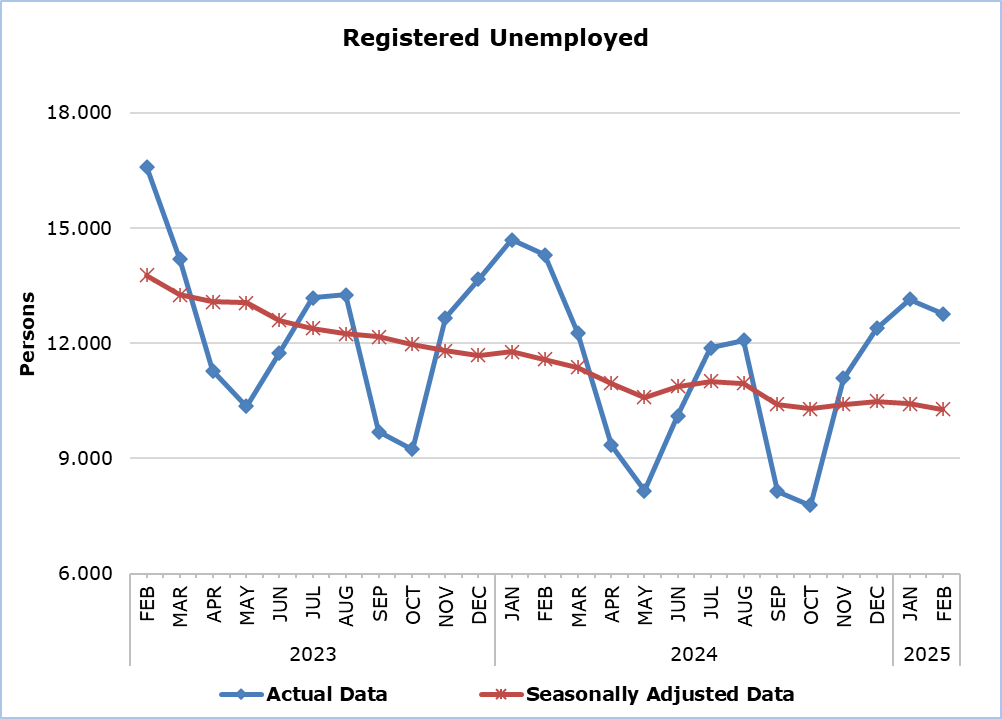 Registered Unemployed
Persons
18.000
15.000
12.000
9.000
6.000
FEB MAR APR MAY JUN JUL AUG SEP OCT NOV DEC JAN FEB MAR APR MAY JUN JUL AUG SEP OCT NOV DEC JAN FEB
2023 2024 2025
Actual Data Seasonally Adjusted Data